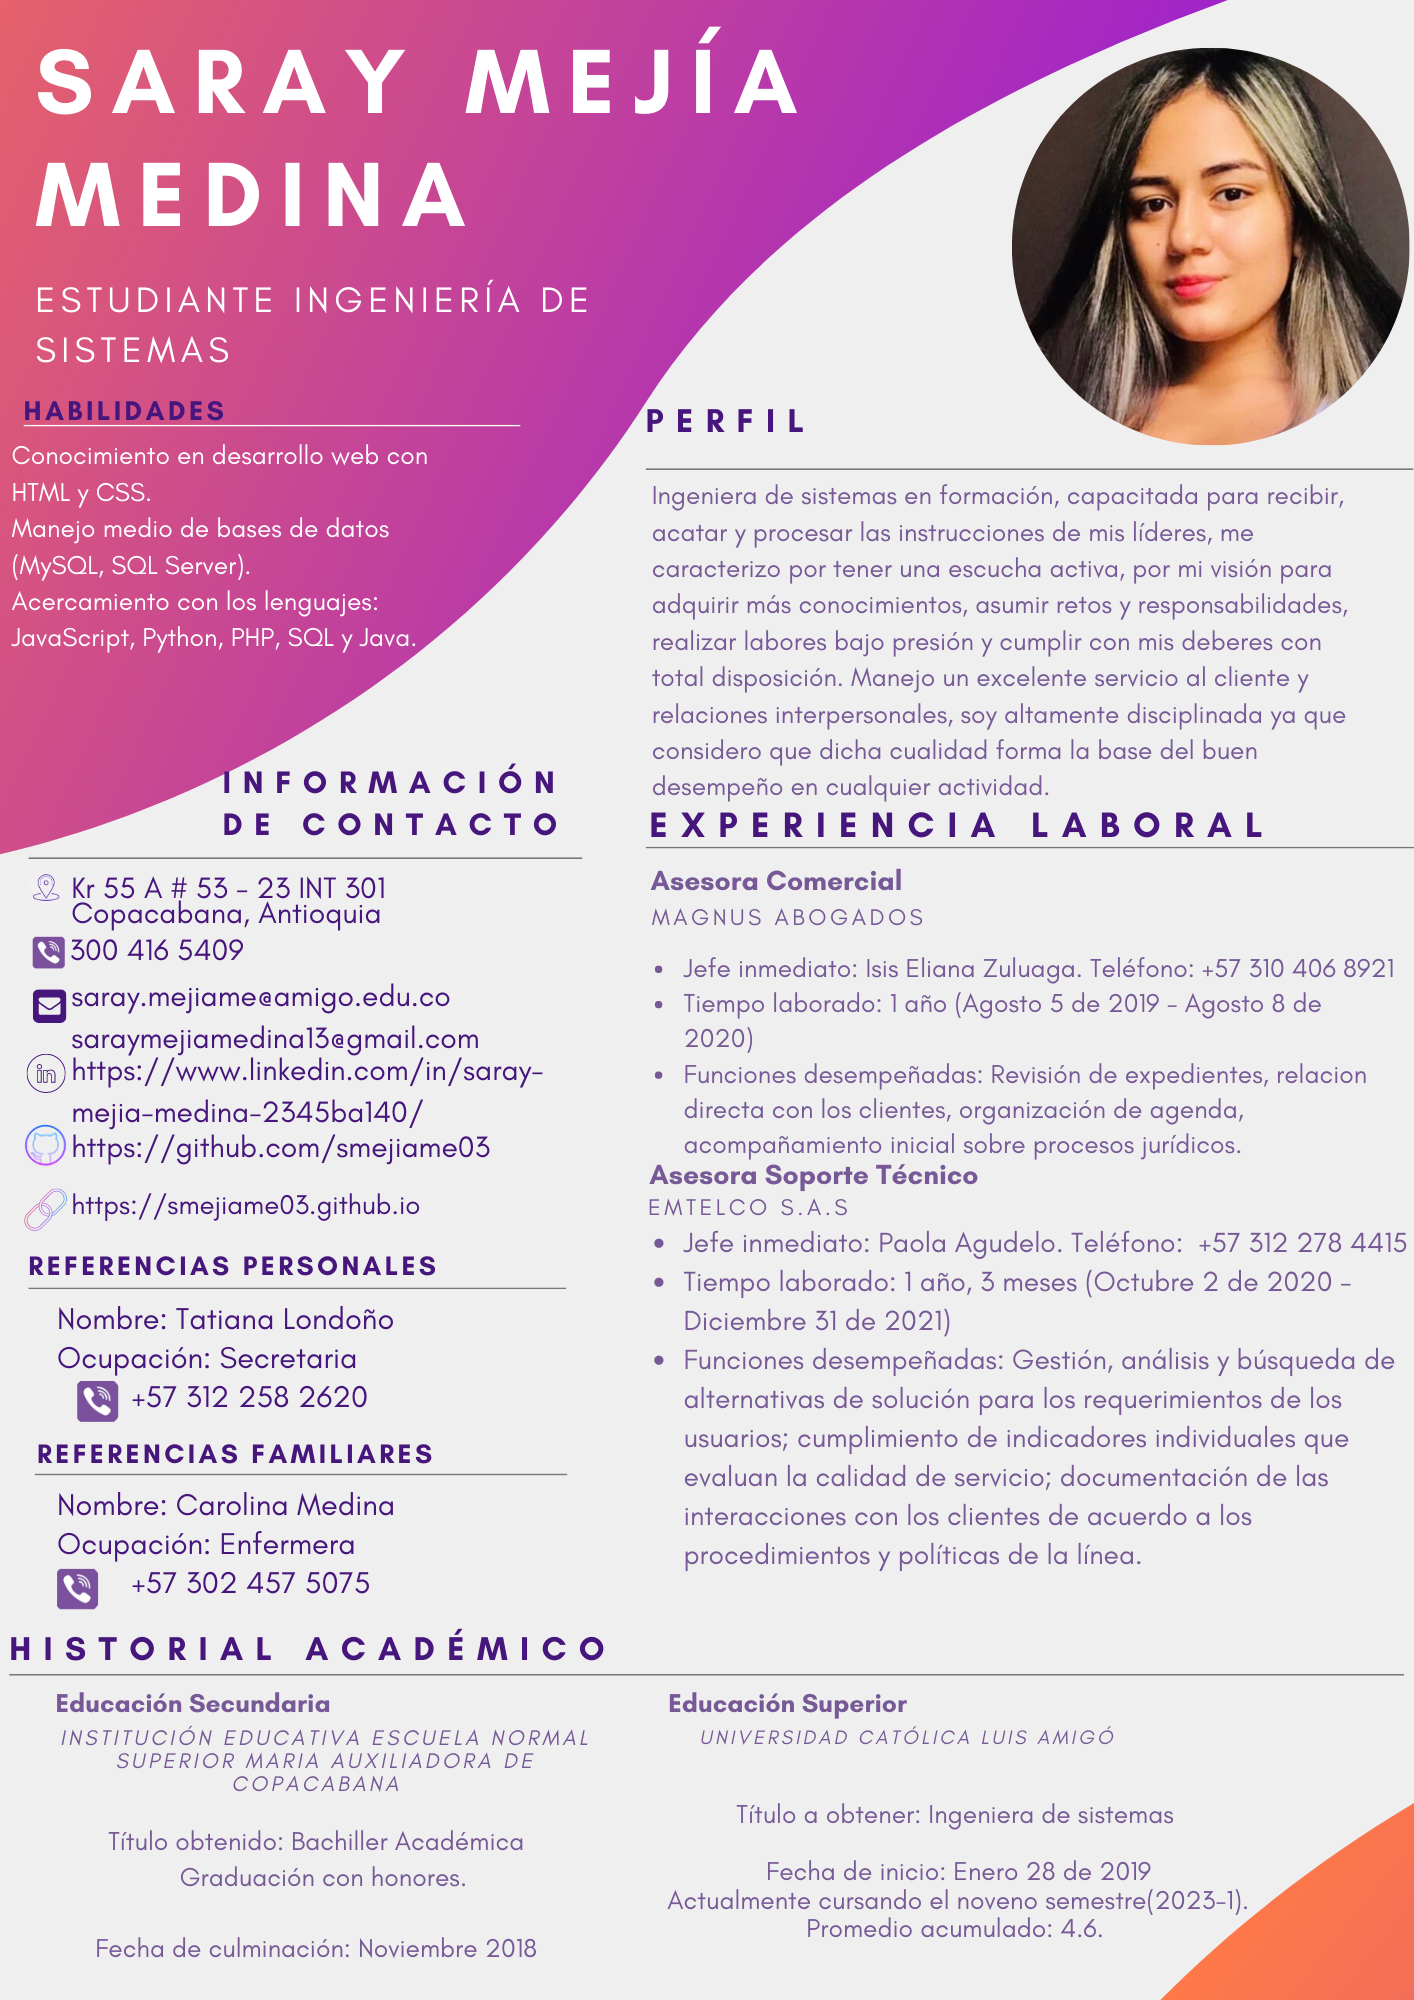 SARAY MEJÍA
MEDINA
ESTUDIANTE INGENIERÍA DE
SISTEMAS
HABILIDADES
Conocimiento en desarrollo web con
HTML y CSS.
Manejo medio de bases de datos
(MySQL, SQL Server).
Acercamiento con los lenguajes:
JavaScript, Python, PHP, SQL y Java.
INFORMACIÓN
DE CONTACTO
Kr 55 A # 53 - 23 INT 301
Copacabana, Antioquia
300 416 5409
saray.mejiame@amigo.edu.co
saraymejiamedina13@gmail.com
https://www.linkedin.com/in/saray-
mejia-medina-2345ba140/
https://github.com/smejiame03
https://smejiame03.github.io
REFERENCIAS PERSONALES
Nombre: Tatiana Londoño
Ocupación: Secretaria
+57 312 258 2620
REFERENCIAS FAMILIARES
Nombre: Carolina Medina
Ocupación: Enfermera
+57 302 457 5075
PERFIL
Ingeniera de sistemas en formación, capacitada para recibir,
acatar y procesar las instrucciones de mis líderes, me
caracterizo por tener una escucha activa, por mi visión para
adquirir más conocimientos, asumir retos y responsabilidades,
realizar labores bajo presión y cumplir con mis deberes con
total disposición. Manejo un excelente servicio al cliente y
relaciones interpersonales, soy altamente disciplinada ya que
considero que dicha cualidad forma la base del buen
desempeño en cualquier actividad.
EXPERIENCIA LABORAL
Asesora Comercial
MAGNUS ABOGADOS
• Jefe inmediato: Isis Eliana Zuluaga. Teléfono: +57 310 406 8921
• Tiempo laborado: 1 año (Agosto 5 de 2019 - Agosto 8 de
2020)
• Funciones desempeñadas: Revisión de expedientes, relacion
directa con los clientes, organización de agenda,
acompañamiento inicial sobre procesos jurídicos.
Asesora Soporte Técnico
EMTELCO S.A.S
• Jefe inmediato: Paola Agudelo. Teléfono: +57 312 278 4415
• Tiempo laborado: 1 año, 3 meses (Octubre 2 de 2020 -
Diciembre 31 de 2021)
• Funciones desempeñadas: Gestión, análisis y búsqueda de
alternativas de solución para los requerimientos de los
usuarios; cumplimiento de indicadores individuales que
evaluan la calidad de servicio; documentación de las
interacciones con los clientes de acuerdo a los
procedimientos y políticas de la línea.
HISTORIAL ACADÉMICO
Educación Secundaria
INSTITUCIÓN EDUCATIVA ESCUELA NORMAL
SUPERIOR MARIA AUXILIADORA DE
COPACABANA
Título obtenido: Bachiller Académica
Graduación con honores.
Fecha de culminación: Noviembre 2018
Educación Superior
UNIVERSIDAD CATÓLICA LUIS AMIGÓ
Título a obtener: Ingeniera de sistemas
Fecha de inicio: Enero 28 de 2019
Actualmente cursando el noveno semestre(2023-1).
Promedio acumulado: 4.6.